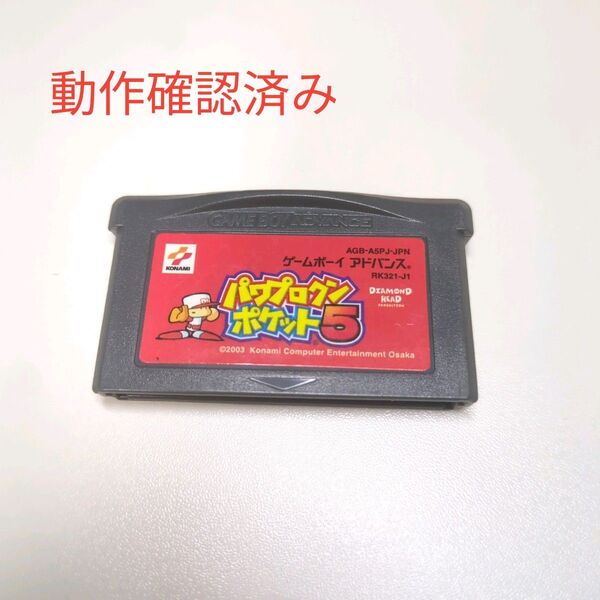 動作確認済み
GAME BOY ADVANCE
KONAMI
AGB-A5PJ-JPN
ゲームボーイ アドバンス®
RK321-J1
パワプロクン
ポケット5
DIAMOND
HEAD
©2003 Konami Computer Entertainment Osaka